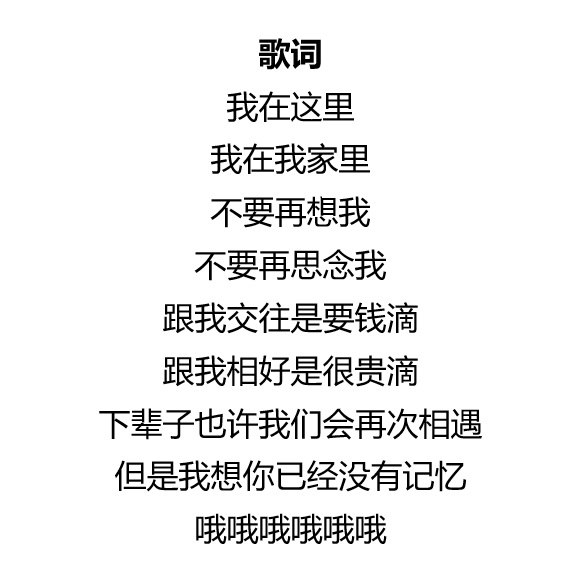 歌词
我在这里
我在我家里
不要再想我
不要再思念我
跟我交往是要钱滴
跟我相好是很贵滴
下辈子也许我们会再次相遇
但是我想你已经没有记忆
哦哦哦哦哦哦